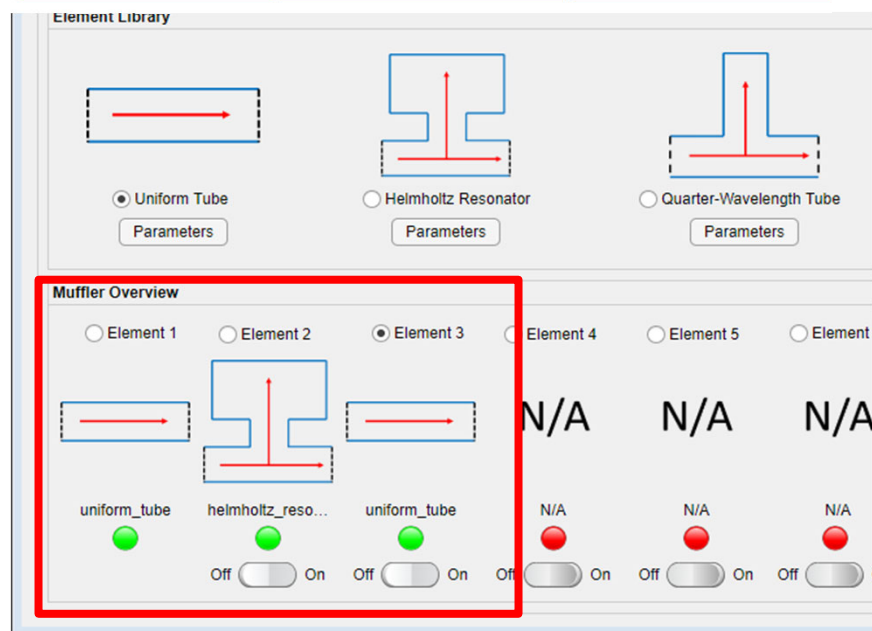 Element Library
Uniform Tube
Helmholtz Resonator
Quarter-Wavelength Tube
Parameters
Parameters
Parameters
Muffler Overview
Element 1
Element 2
Element 3
Element 4
Element 5
Element
N/A
N/A
N/A
uniform_tube
helmholtz_reso...
uniform_tube
N/A
N/A
N/A
Off On
Off On
Off On
Off On
Off